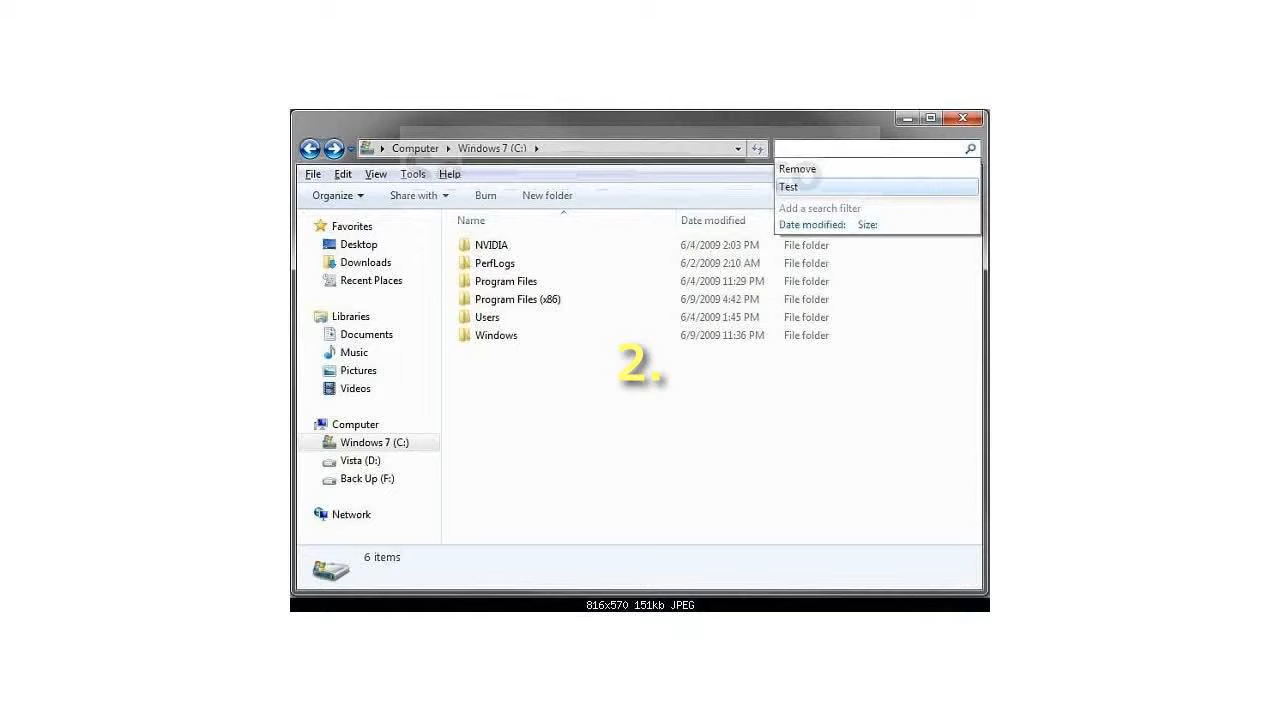 Computer Windows 7 (C:)
Remove
Test
Add a search filter
Date modified: Size:
File Edit View Tools Help
Organize Share with Burn New folder
Name Date modified
Favorites
Desktop
Downloads
Recent Places
Libraries
Documents
Music
Pictures
Videos
Computer
Windows 7 (C:)
Vista (D:)
Back Up (F:)
Network
NVIDIA 6/4/2009 2:03 PM File folder
PerfLogs 6/2/2009 2:10 AM File folder
Program Files 6/4/2009 11:29 PM File folder
Program Files (x86) 6/9/2009 4:42 PM File folder
Users 6/4/2009 1:45 PM File folder
Windows 6/9/2009 11:36 PM File folder
2.
6 items
816x570 151kb JPEG